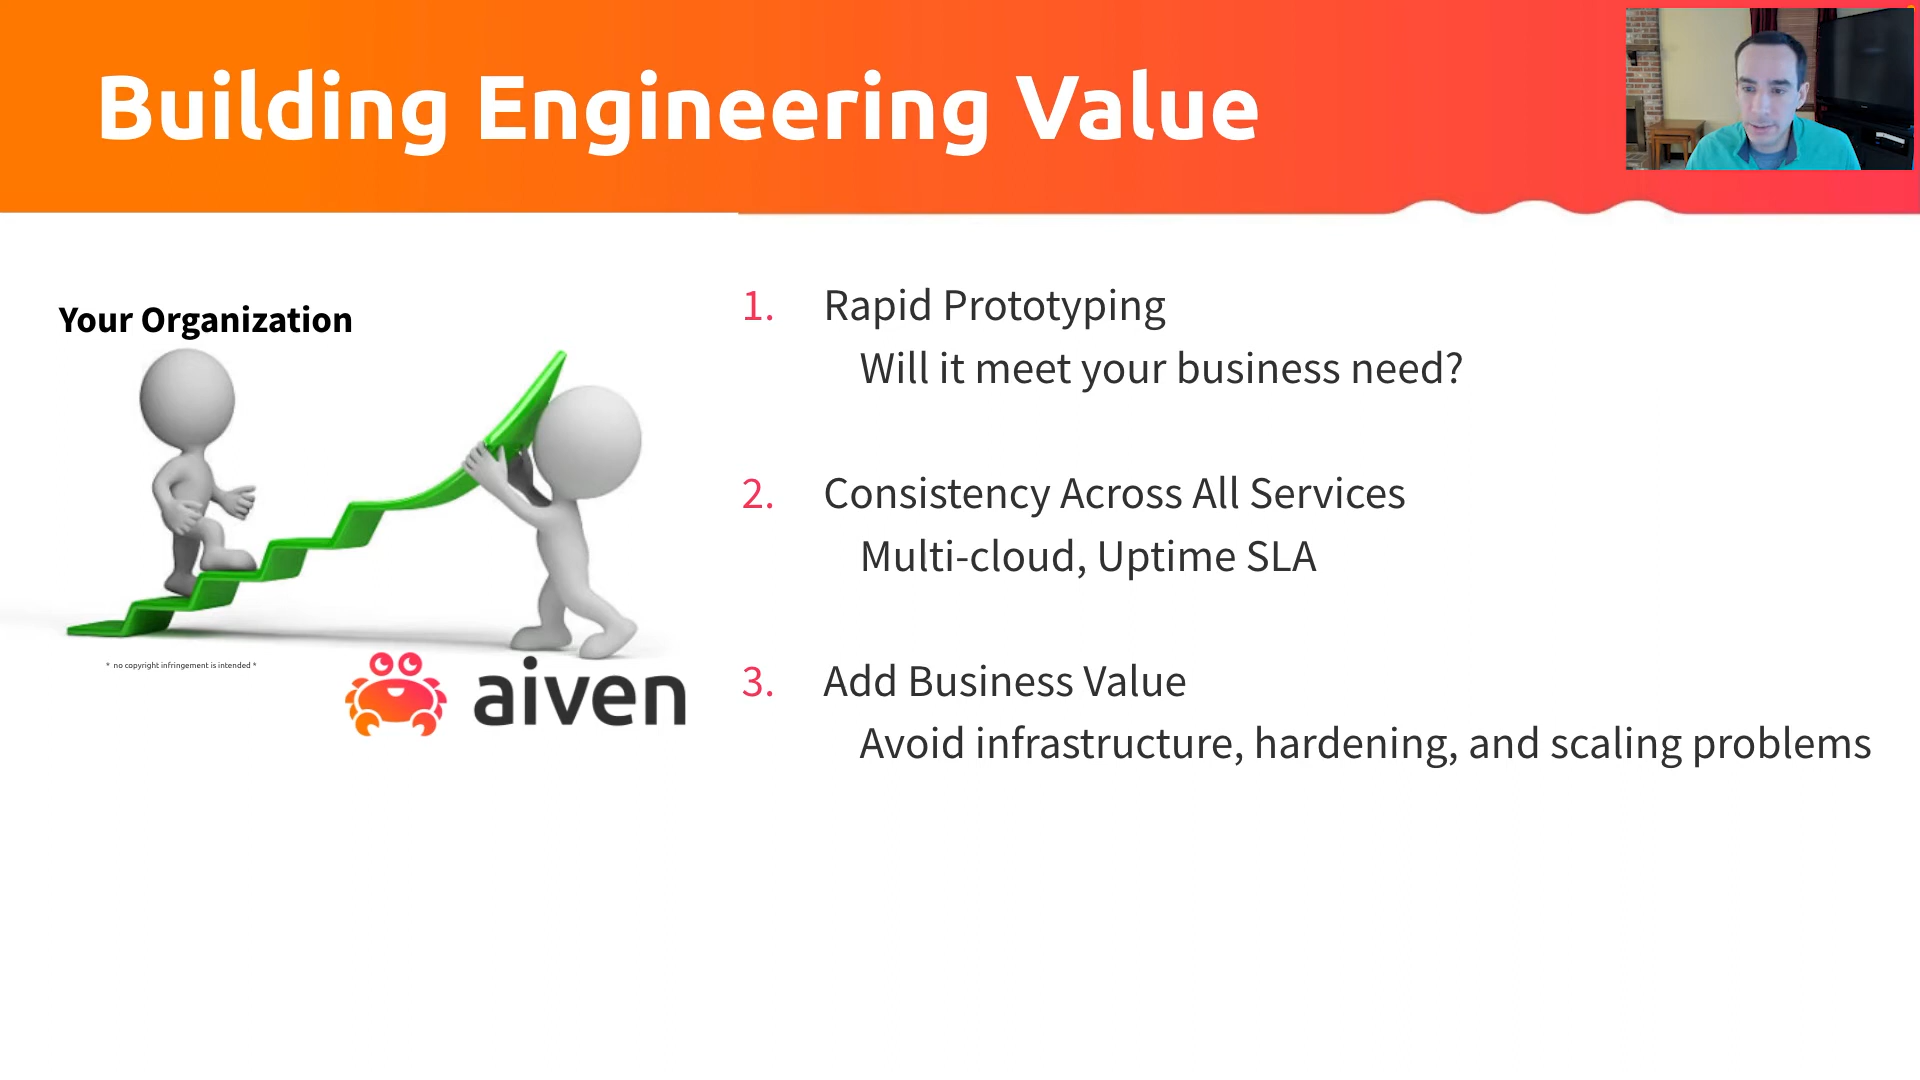 Building Engineering Value
Your Organization
* no copyright infringement is intended *
aiven
1. Rapid Prototyping
Will it meet your business need?
2. Consistency Across All Services
Multi-cloud, Uptime SLA
3. Add Business Value
Avoid infrastructure, hardening, and scaling problems